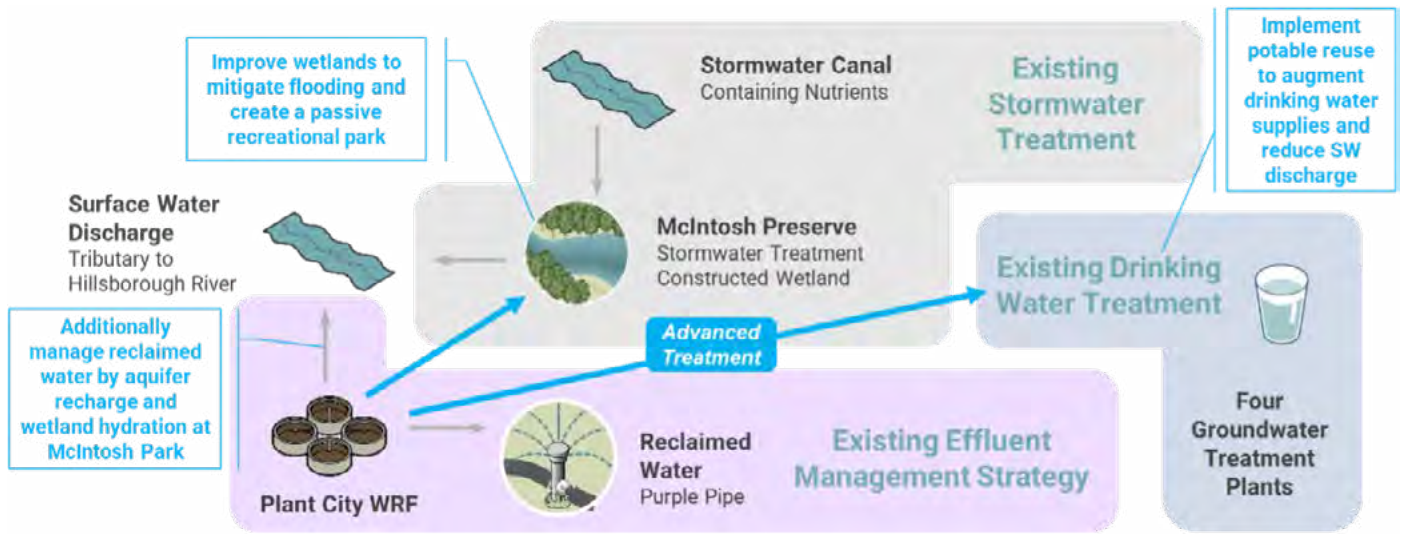 Improve wetlands to
mitigate flooding and
create a passive
recreational park
Stormwater Canal
Containing Nutrients
Existing
Stormwater
Treatment
Implement
potable reuse
to augment
drinking water
supplies and
reduce SW
discharge
Surface Water
Discharge
Tributary to
Hillsborough River
McIntosh Preserve
Stormwater Treatment
Constructed Wetland
Existing Drinking
Water Treatment
Additionally
manage reclaimed
water by aquifer
recharge and
wetland hydration at
McIntosh Park
Advanced
Treatment
Plant City WRF
Reclaimed
Water
Purple Pipe
Existing Effluent
Management Strategy
Four
Groundwater
Treatment
Plants